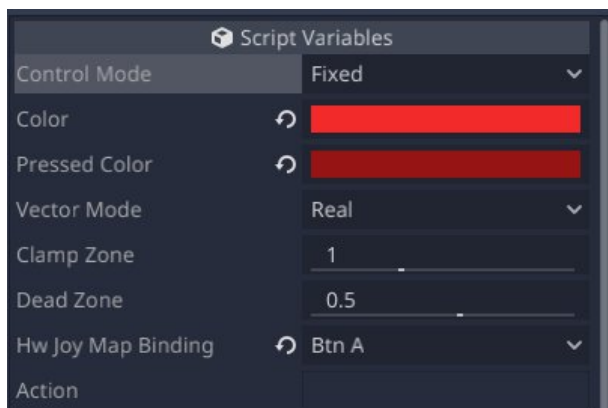 Script Variables
Control Mode Fixed
Color
Pressed Color
Vector Mode Real
Clamp Zone 1
Dead Zone 0.5
Hw Joy Map Binding Btn A
Action